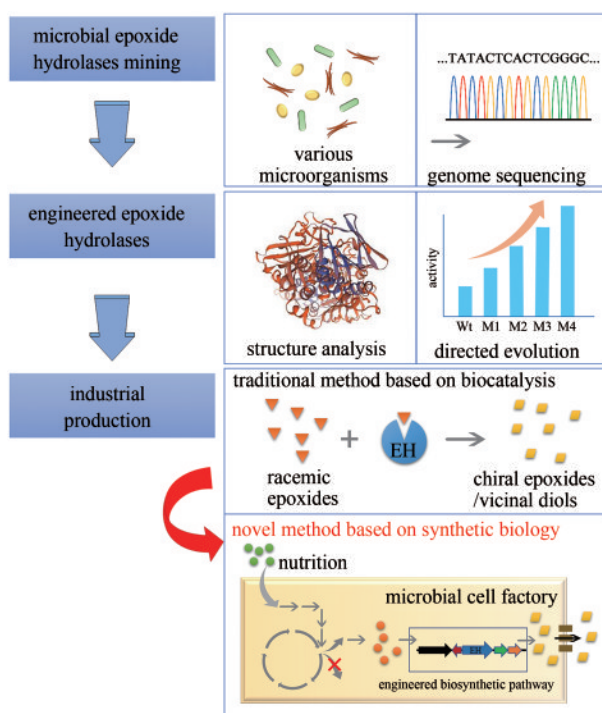 microbial epoxide
hydrolases mining
various
microorganisms
...TATACTCACTCGGGC...
genome sequencing
engineered epoxide
hydrolases
structure analysis
activity
Wt M1 M2 M3 M4
directed evolution
industrial
production
traditional method based on biocatalysis
racemic
epoxides
+
EH
chiral epoxides
/vicinal diols
novel method based on synthetic biology
nutrition
microbial cell factory
EH
engineered biosynthetic pathway